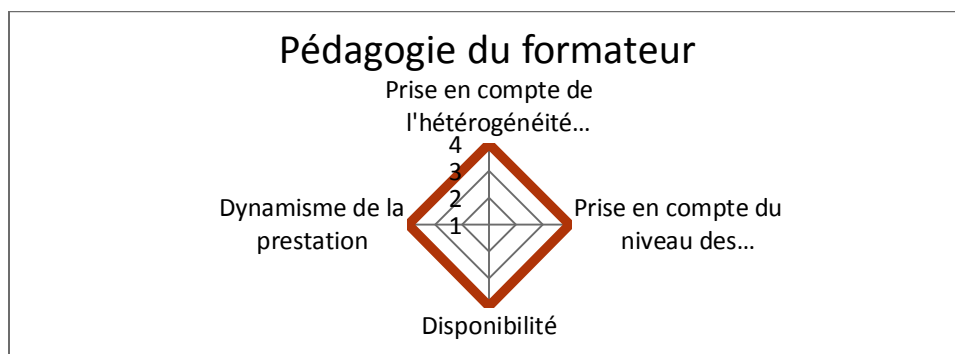 Pédagogie du formateur
Prise en compte de
l'hétérogénéité...
4
3
2
1
Dynamisme de la
prestation
Prise en compte du
niveau des...
Disponibilité